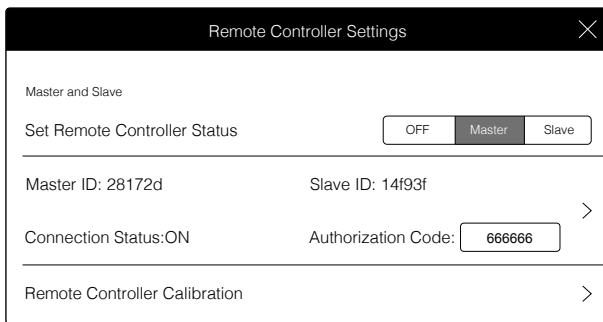 Remote Controller Settings
Master and Slave
Set Remote Controller Status OFF Master Slave
Master ID: 28172d Slave ID: 14f93f
Connection Status:ON Authorization Code: 666666
Remote Controller Calibration